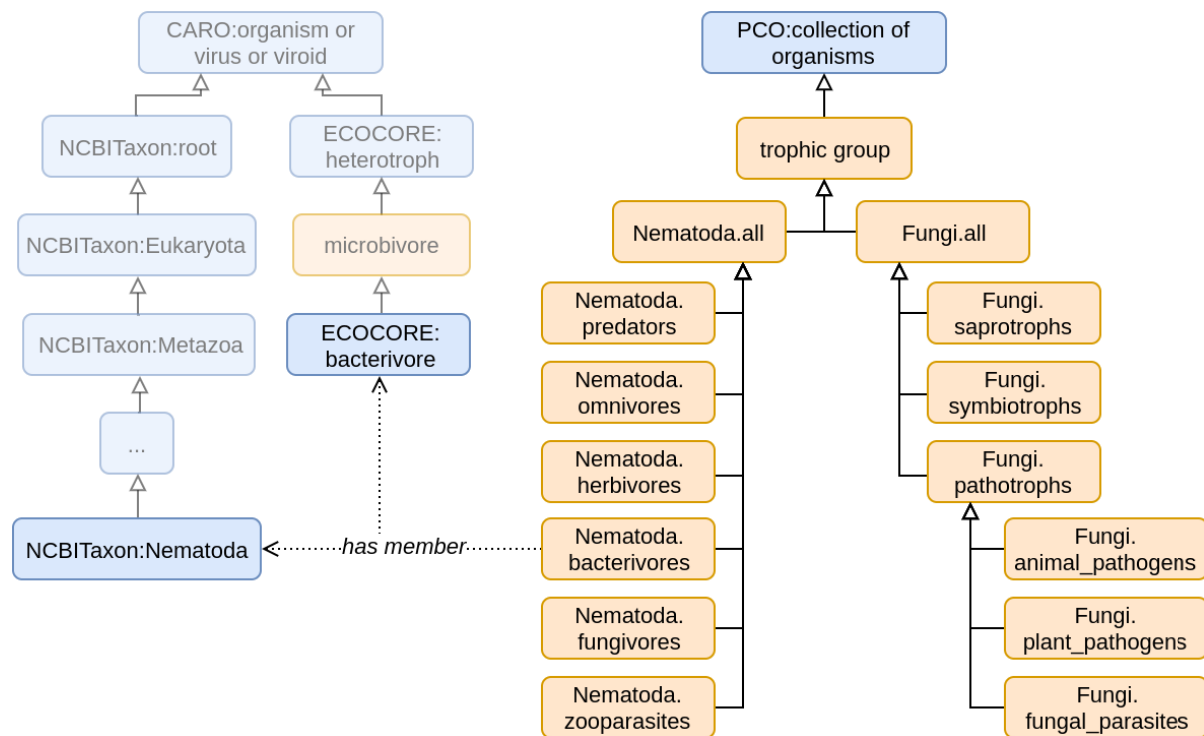 CARO:organism or
virus or viroid
NCBITaxon:root
ECOCORE:
heterotroph
NCBITaxon:Eukaryota
microbivore
NCBITaxon:Metazoa
ECOCORE:
bacterivore
...
NCBITaxon:Nematoda
has member
PCO:collection of
organisms
trophic group
Nematoda.all
Fungi.all
Nematoda.
predators
Nematoda.
omnivores
Nematoda.
herbivores
Nematoda.
bacterivores
Nematoda.
fungivores
Nematoda.
zooparasites
Fungi.
saprotrophs
Fungi.
symbiotrophs
Fungi.
pathotrophs
Fungi.
animal_pathogens
Fungi.
plant_pathogens
Fungi.
fungal_parasites